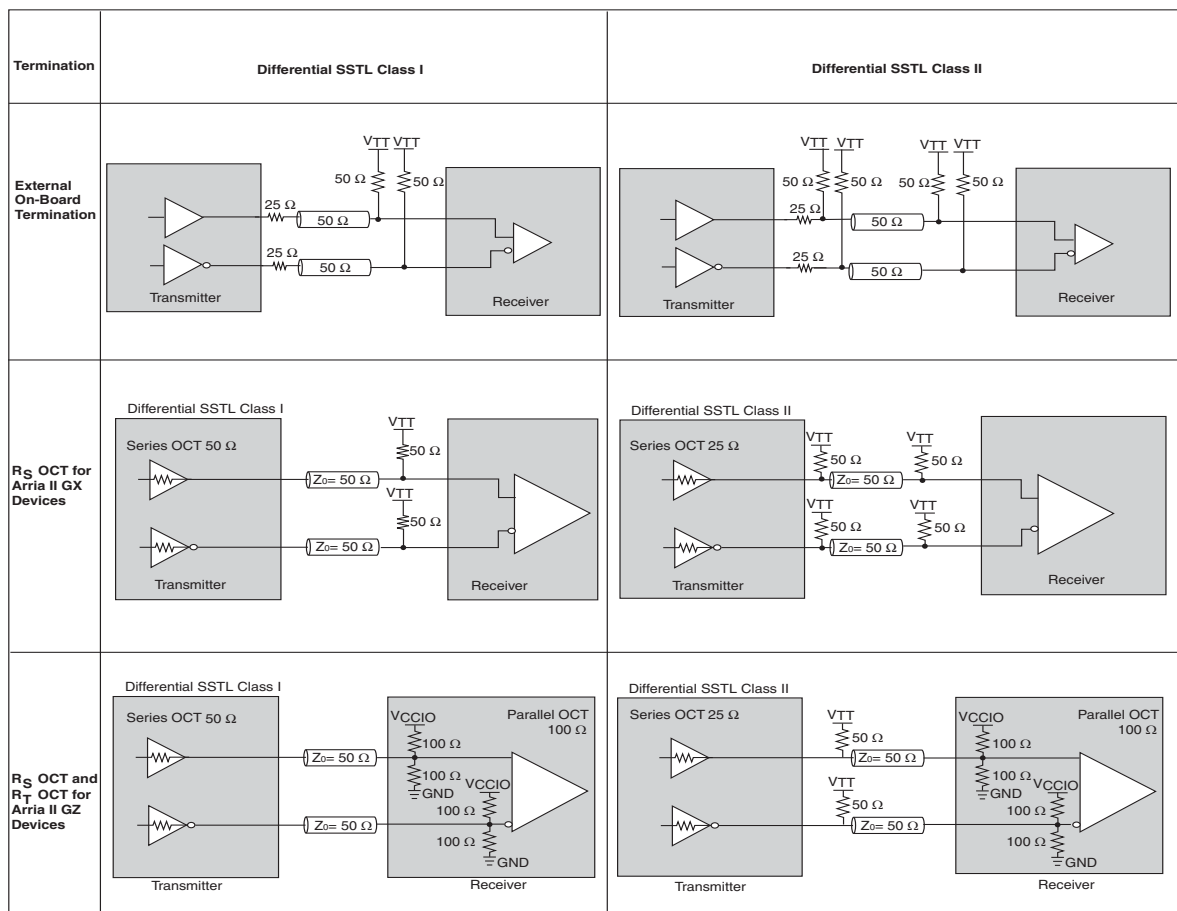 Termination
Differential SSTL Class I
Differential SSTL Class II
External
On-Board
Termination
VTT VTT
50 Ω
50 Ω
25 Ω
50 Ω
25 Ω
50 Ω
Transmitter
Receiver
VTT VTT
50 Ω
50 Ω
VTT VTT
50 Ω
50 Ω
25 Ω
50 Ω
25 Ω
50 Ω
Transmitter
Receiver
RS OCT for
Arria II GX
Devices
Differential SSTL Class I
Series OCT 50 Ω
VTT
50 Ω
Z0= 50 Ω
VTT
50 Ω
Z0= 50 Ω
Transmitter
Receiver
Differential SSTL Class II
Series OCT 25 Ω
VTT
50 Ω
VTT
50 Ω
Z0= 50 Ω
VTT
50 Ω
VTT
50 Ω
Z0= 50 Ω
Transmitter
Receiver
RS OCT and
RT OCT for
Arria II GZ
Devices
Differential SSTL Class I
Series OCT 50 Ω
Z0= 50 Ω
Z0= 50 Ω
Transmitter
Parallel OCT
100 Ω
VCCIO
100 Ω
100 Ω
GND
VCCIO
100 Ω
100 Ω
GND
Receiver
Differential SSTL Class II
Series OCT 25 Ω
VTT
50 Ω
Z0= 50 Ω
VTT
50 Ω
Z0= 50 Ω
Transmitter
Parallel OCT
100 Ω
VCCIO
100 Ω
100 Ω
GND
VCCIO
100 Ω
100 Ω
GND
Receiver